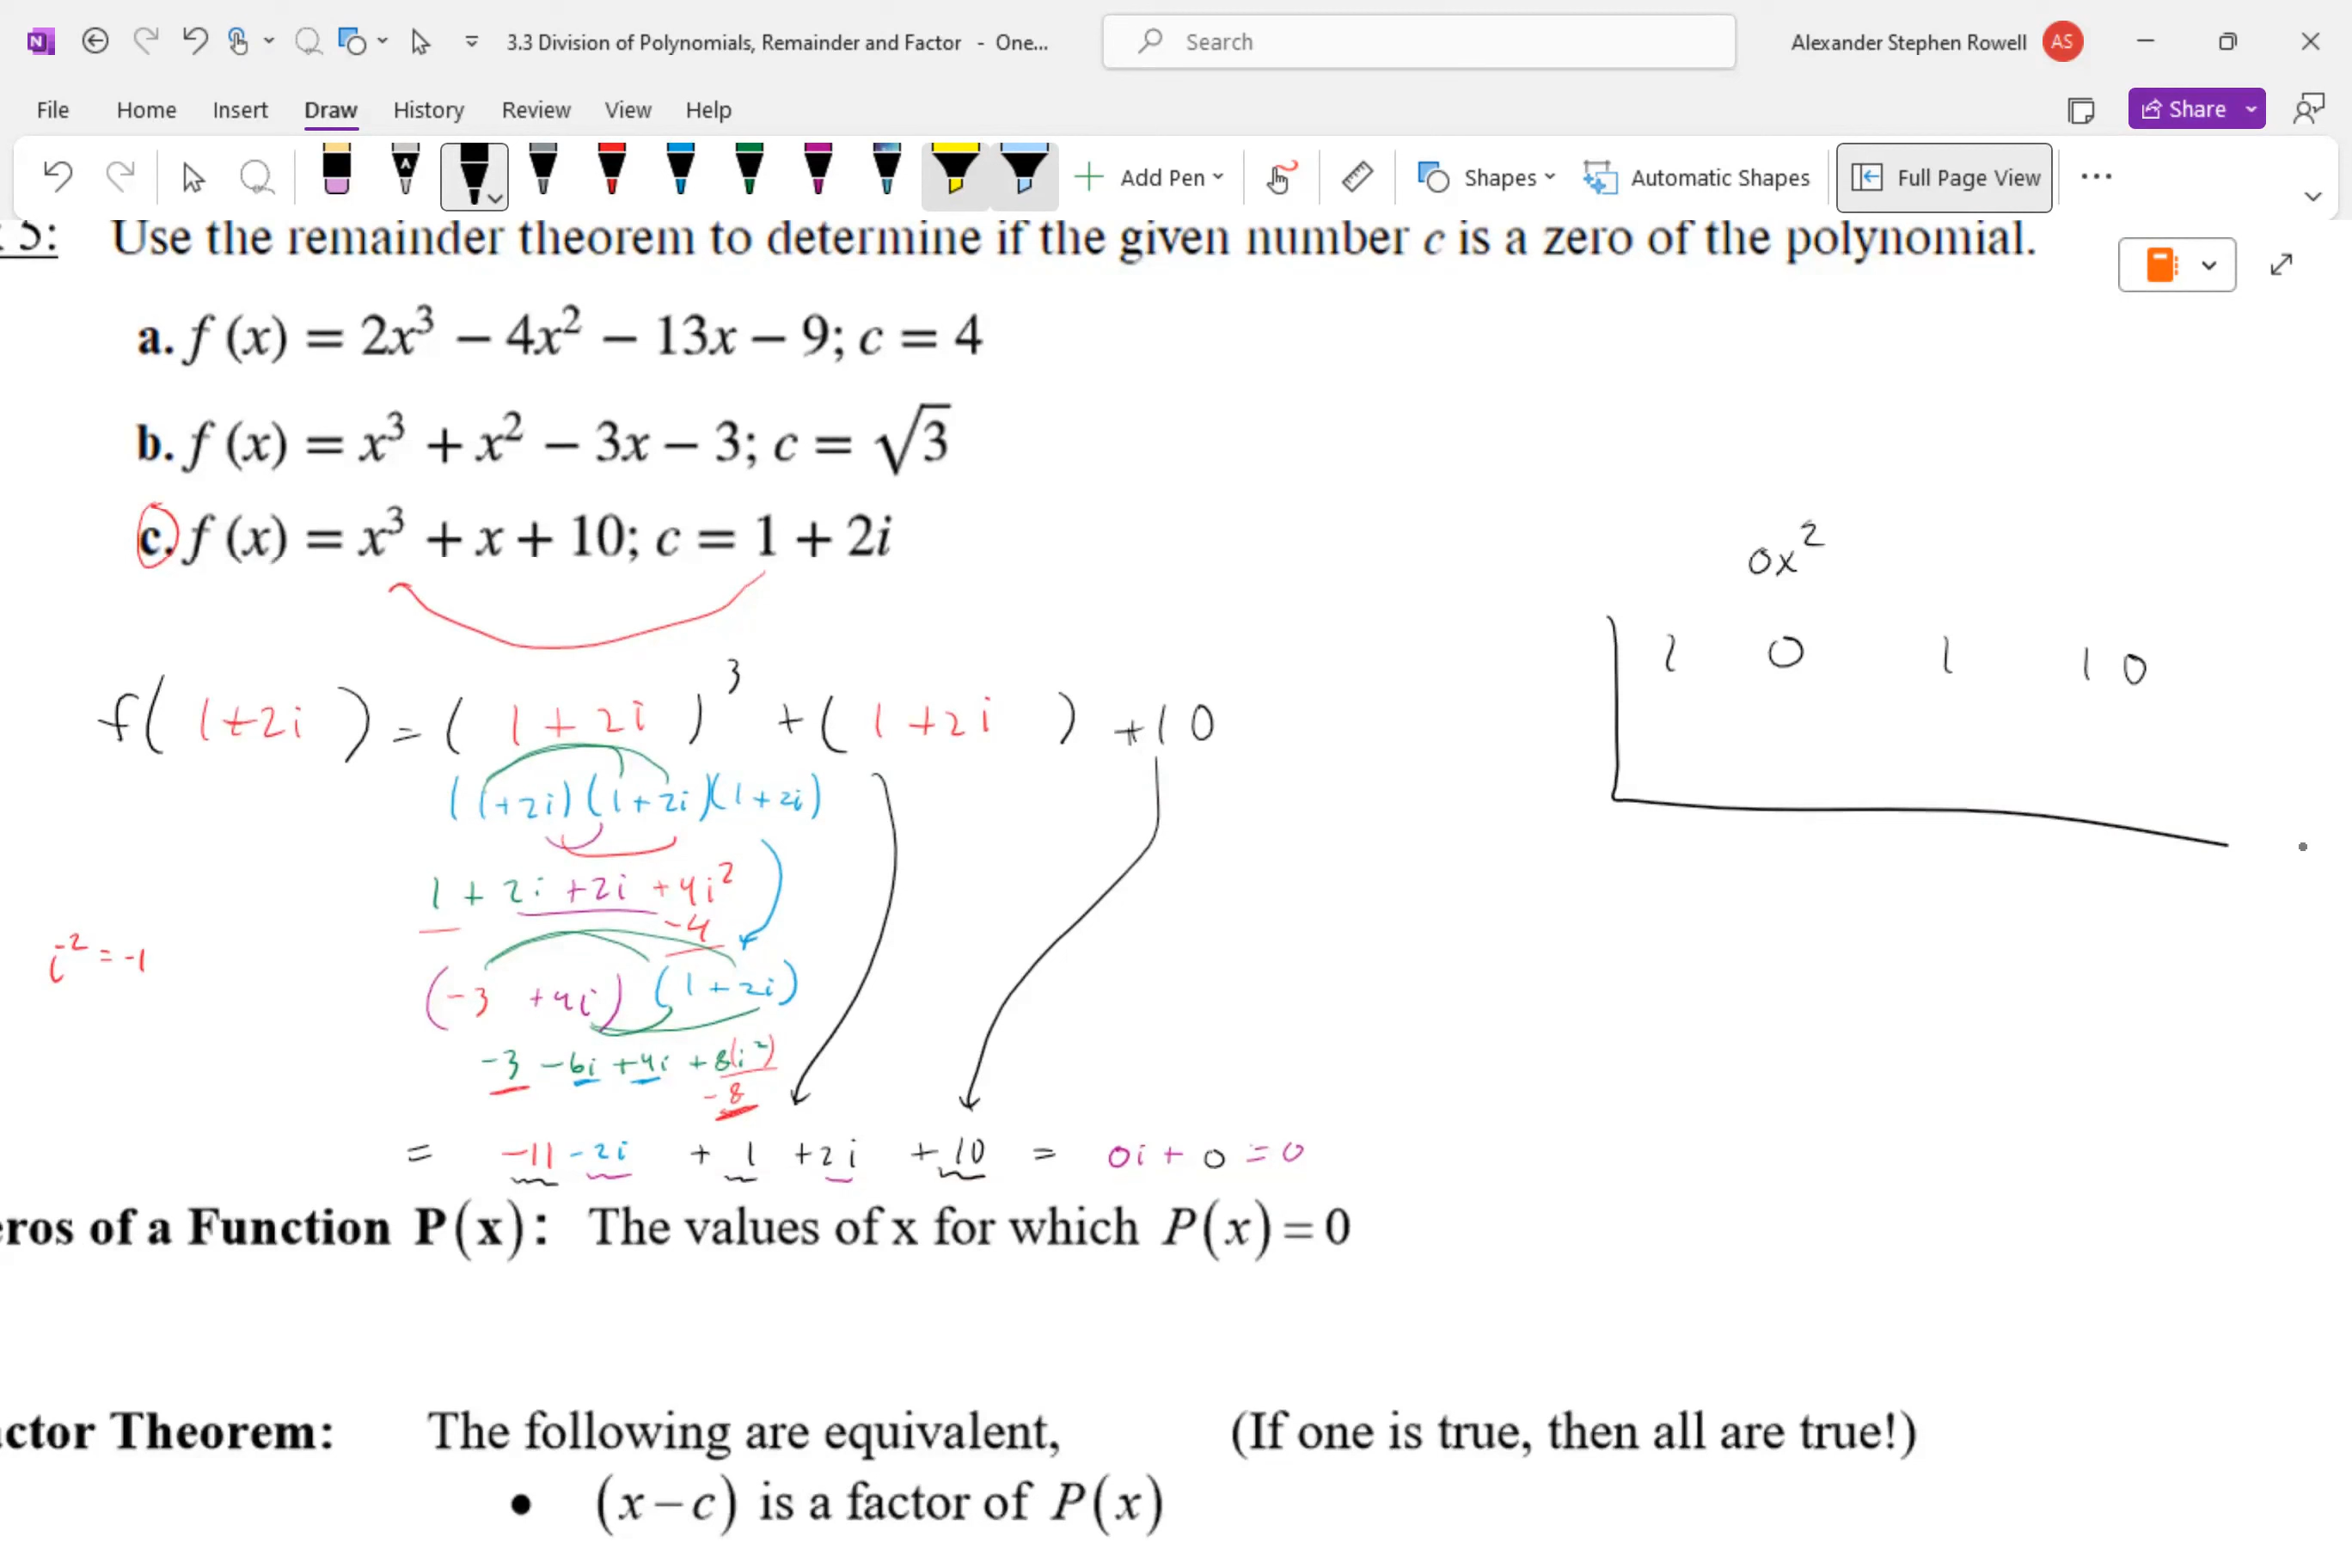 3.3 Division of Polynomials, Remainder and Factor - One...
Search
Alexander Stephen Rowell AS
File Home Insert Draw History Review View Help
Share
Add Pen Shapes Automatic Shapes Full Page View
5: Use the remainder theorem to determine if the given number c is a zero of the polynomial.
a. f (x) = 2x³ − 4x² − 13x − 9; c = 4
b. f (x) = x³ + x² − 3x − 3; c = √3
c. f (x) = x³ + x + 10; c = 1 + 2i
0x²
1 0 1 10
f(1+2i) = (1+2i)³ + (1+2i) + 10
(1+2i)(1+2i)(1+2i)
1 + 2i + 2i + 4i²
-4
i² = -1
(-3 + 4i)(1+2i)
-3 - 6i + 4i + 8(i²)
-8
= -11 - 2i + 1 + 2i + 10 = 0i + 0 = 0
eros of a Function P(x): The values of x for which P(x) = 0
ctor Theorem: The following are equivalent, (If one is true, then all are true!)
• (x − c) is a factor of P(x)